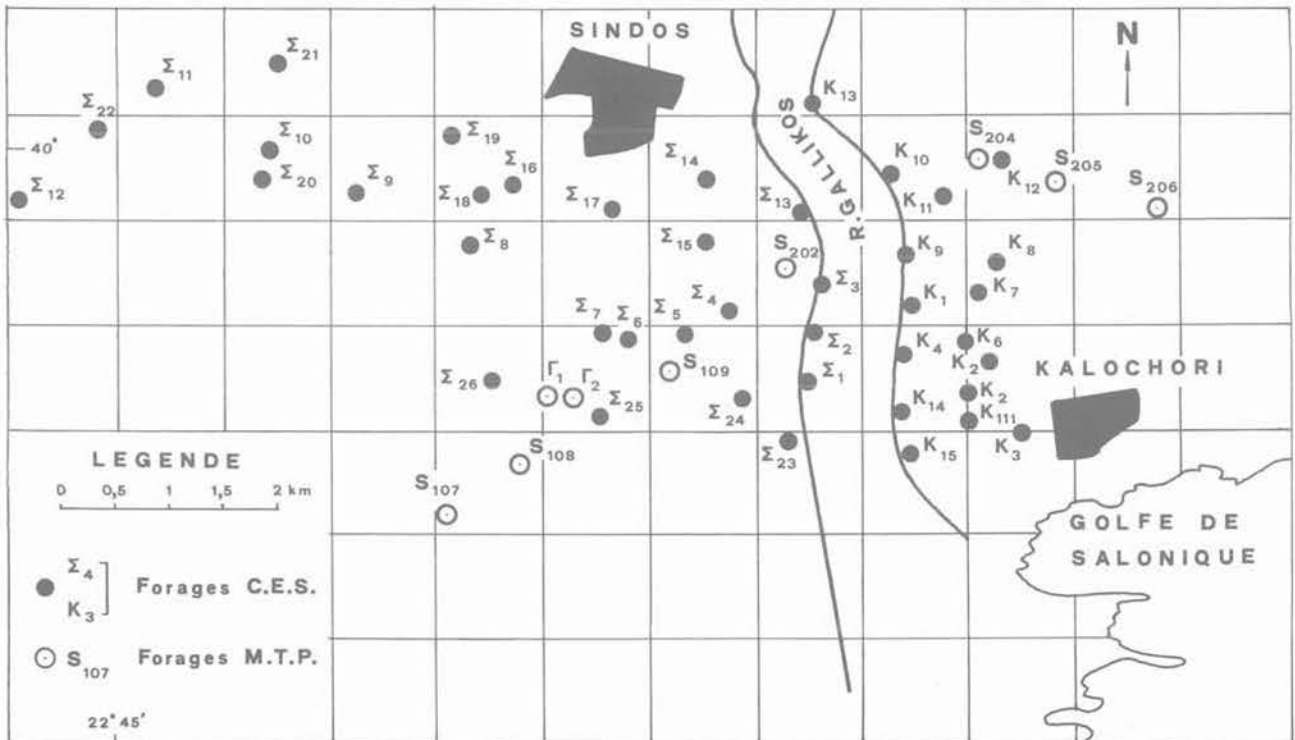 SINDOS
N
Σ21
Σ11
K13
Σ22
Σ10
Σ19
S204
40°
Σ14
K10
S205
Σ16
R.GALLIKOS
K12
S206
Σ12
Σ20
Σ9
Σ18
Σ17
Σ13
K11
Σ8
Σ15
S202
K9
K8
Σ3
K7
Σ4
K1
Σ7
Σ6
Σ5
Σ2
K6
K4
K2
KALOCHORI
S109
Σ26
Γ1
Γ2
Σ1
K2
Σ25
Σ24
K14
K111
K3
LEGENDE
S108
Σ23
K15
0 0,5 1 2 km
S107
GOLFE DE
SALONIQUE
Σ4
K3
Forages C.E.S.
S107 Forages M.T.P.
22° 45'